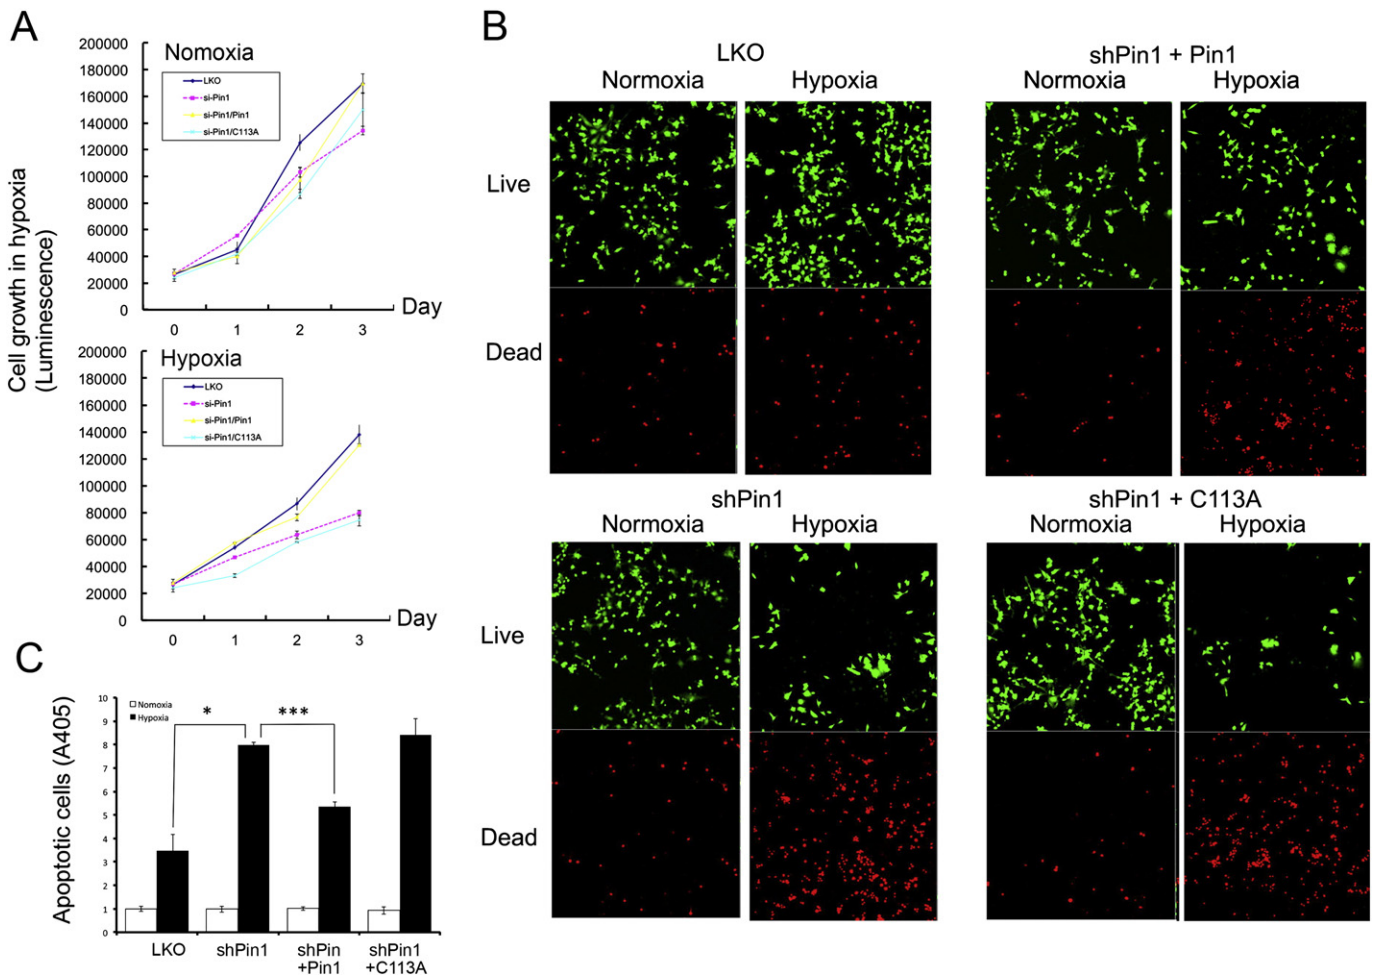 A
Nomoxia
LKO
si-Pin1
si-Pin1/Pin1
si-Pin1/C113A
200000
180000
160000
140000
120000
100000
80000
60000
40000
20000
0
0 1 2 3
Day
Cell growth in hypoxia
(Luminescence)
Hypoxia
LKO
si-Pin1
si-Pin1/Pin1
si-Pin1/C113A
200000
180000
160000
140000
120000
100000
80000
60000
40000
20000
0
0 1 2 3
Day
B
LKO
Normoxia Hypoxia
shPin1 + Pin1
Normoxia Hypoxia
Live
Dead
shPin1
Normoxia Hypoxia
shPin1 + C113A
Normoxia Hypoxia
Live
Dead
C
Apoptotic cells (A405)
Nomoxia
Hypoxia
10
9
8
7
6
5
4
3
2
1
0
* ***
LKO
shPin1
shPin
+Pin1
shPin1
+C113A